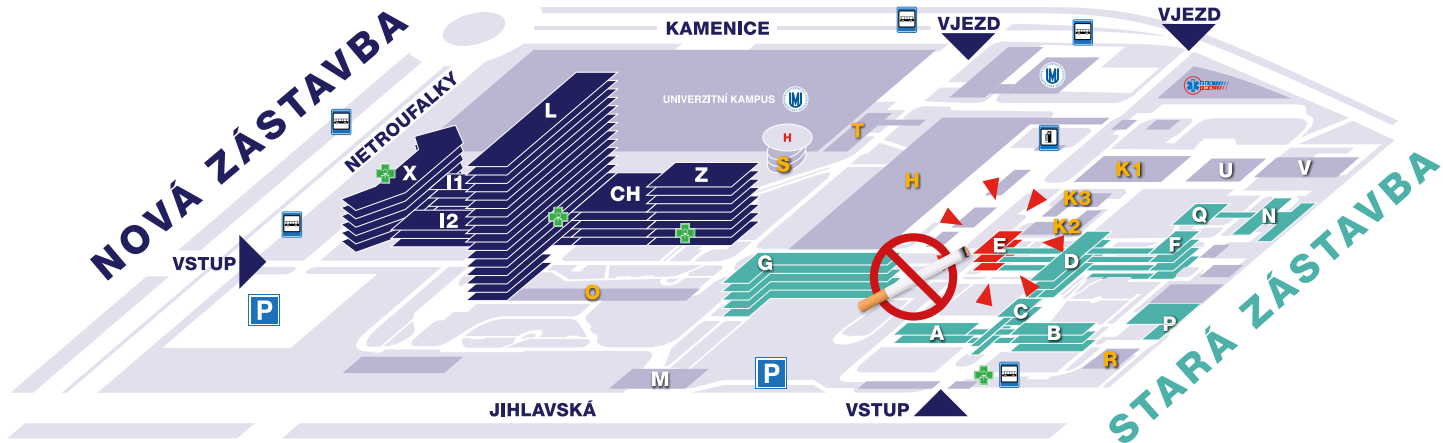 KAMENICE
VJEZD
VJEZD
NOVÁ ZÁSTAVBA
NETROUFALKY
UNIVERZITNÍ KAMPUS
L
H
T
S
X
I1
I2
CH
Z
H
K1
U
V
K3
K2
Q
N
E
D
F
G
VSTUP
P
O
C
A
B
P
R
M
P
JIHLAVSKÁ
VSTUP
STARÁ ZÁSTAVBA